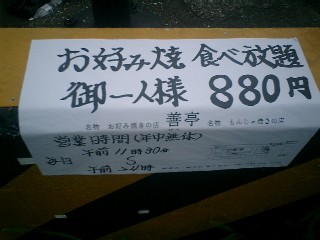 お好み焼 食べ放題
御一人様 880円
名物 お好み焼きの店 善亭 名物 もんじゃ焼きの店
営業時間(年中無休)
毎日 午前11時30分
S